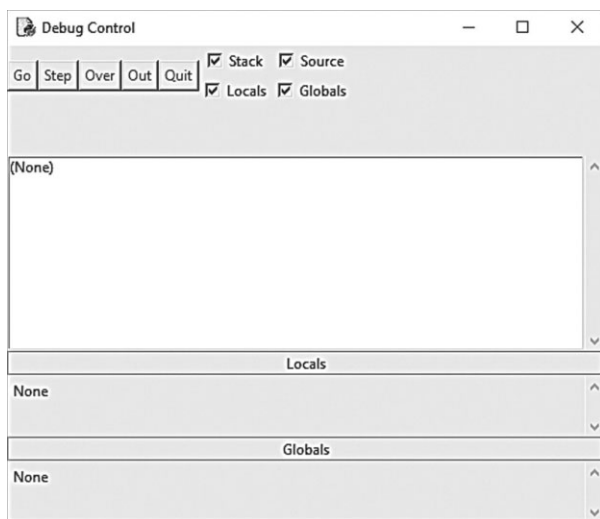 Debug Control
Go Step Over Out Quit
Stack Source
Locals Globals
(None)
Locals
None
Globals
None